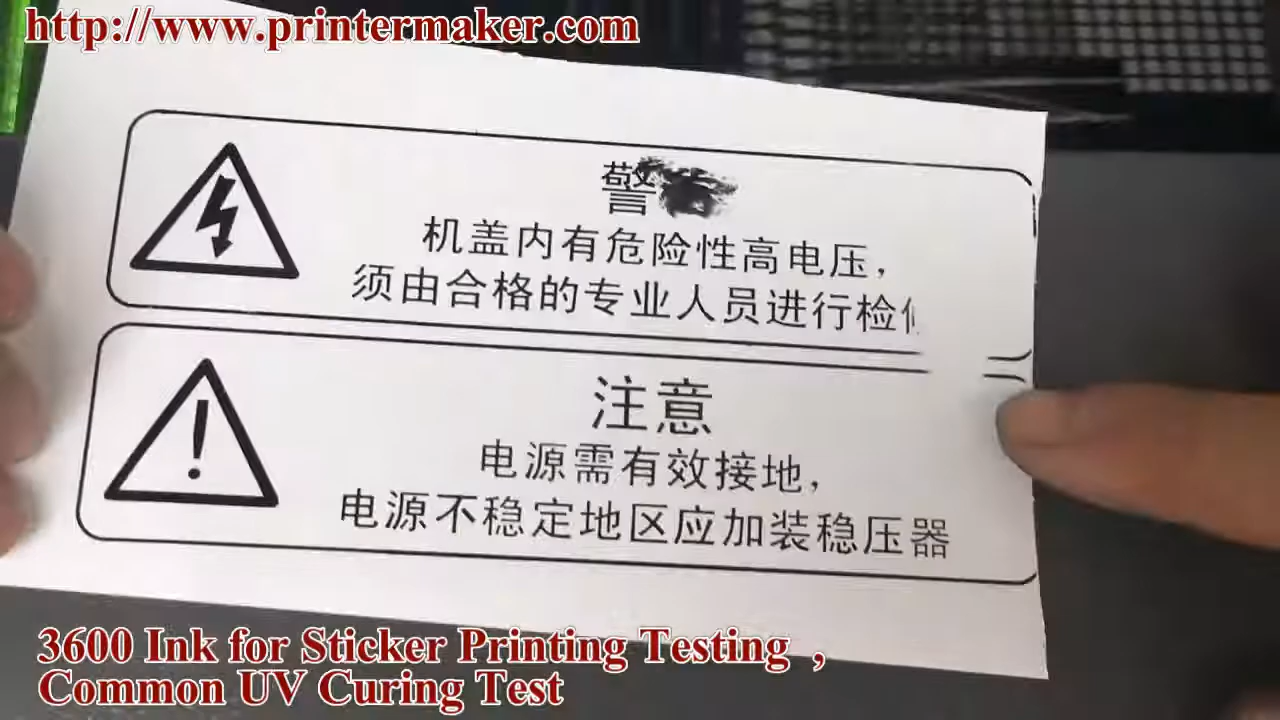 http://www.printermaker.com
警
机盖内有危险性高电压，
须由合格的专业人员进行检
注意
电源需有效接地，
电源不稳定地区应加装稳压器
3600 Ink for Sticker Printing Testing ，
Common UV Curing Test